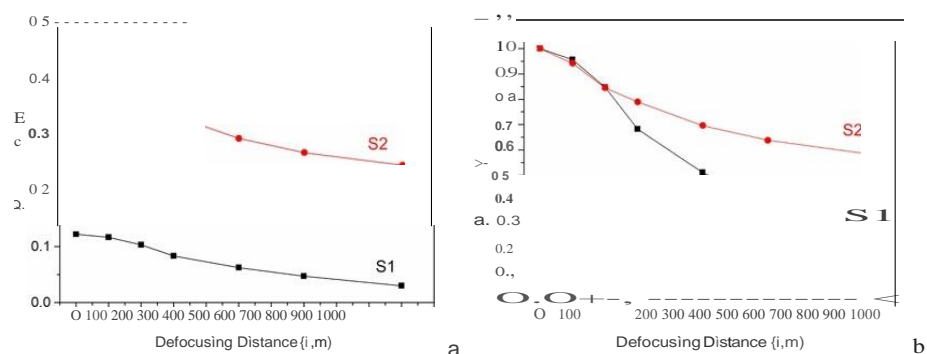 0 5
0.4
E
c
0.3
0 2
0.1
0.0
S2
S1
O 100 200 300 400 500 600 700 800 900 1000
Defocusing Distance {i,m)
a
10
0.9
o a
0.7
0.6
0 5
0.4
a. 0.3
0.2
o.,
O.O
S2
S1
O 100 200 300 400 500 600 700 800 900 1000
Defocusing Distance (i,m)
b